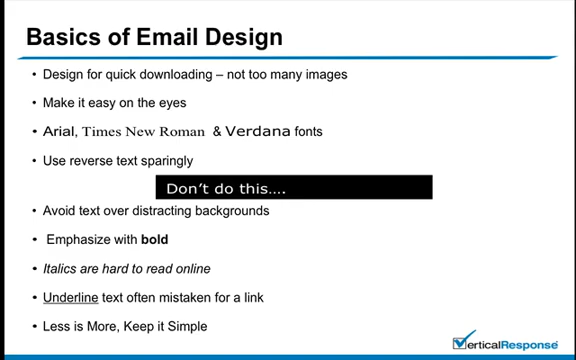 Basics of Email Design
• Design for quick downloading – not too many images
• Make it easy on the eyes
• Arial, Times New Roman & Verdana fonts
• Use reverse text sparingly
Don't do this....
• Avoid text over distracting backgrounds
• Emphasize with bold
• Italics are hard to read online
• Underline text often mistaken for a link
• Less is More, Keep it Simple
VerticalResponse